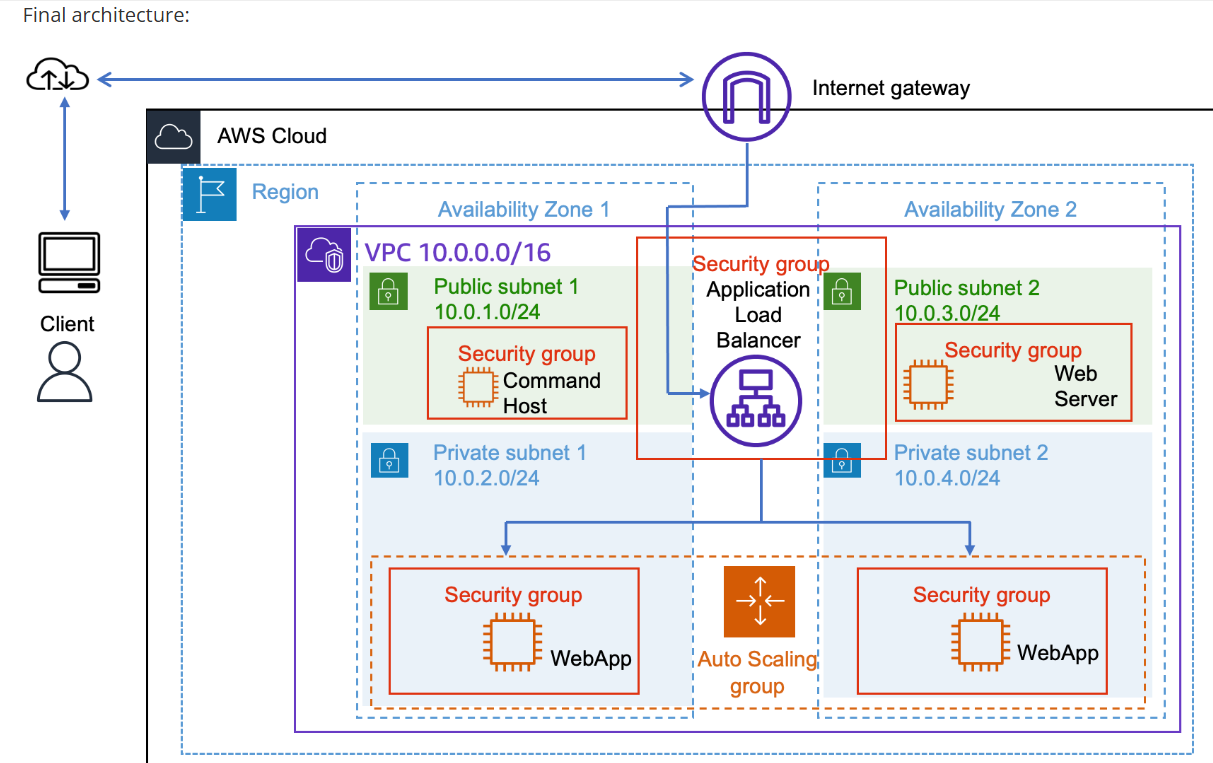 Final architecture:
Internet gateway
AWS Cloud
Region
Availability Zone 1
Availability Zone 2
VPC 10.0.0.0/16
Security group
Application
Load
Balancer
Public subnet 1
10.0.1.0/24
Public subnet 2
10.0.3.0/24
Client
Security group
Command
Host
Security group
Web
Server
Private subnet 1
10.0.2.0/24
Private subnet 2
10.0.4.0/24
Security group
WebApp
Auto Scaling
group
Security group
WebApp